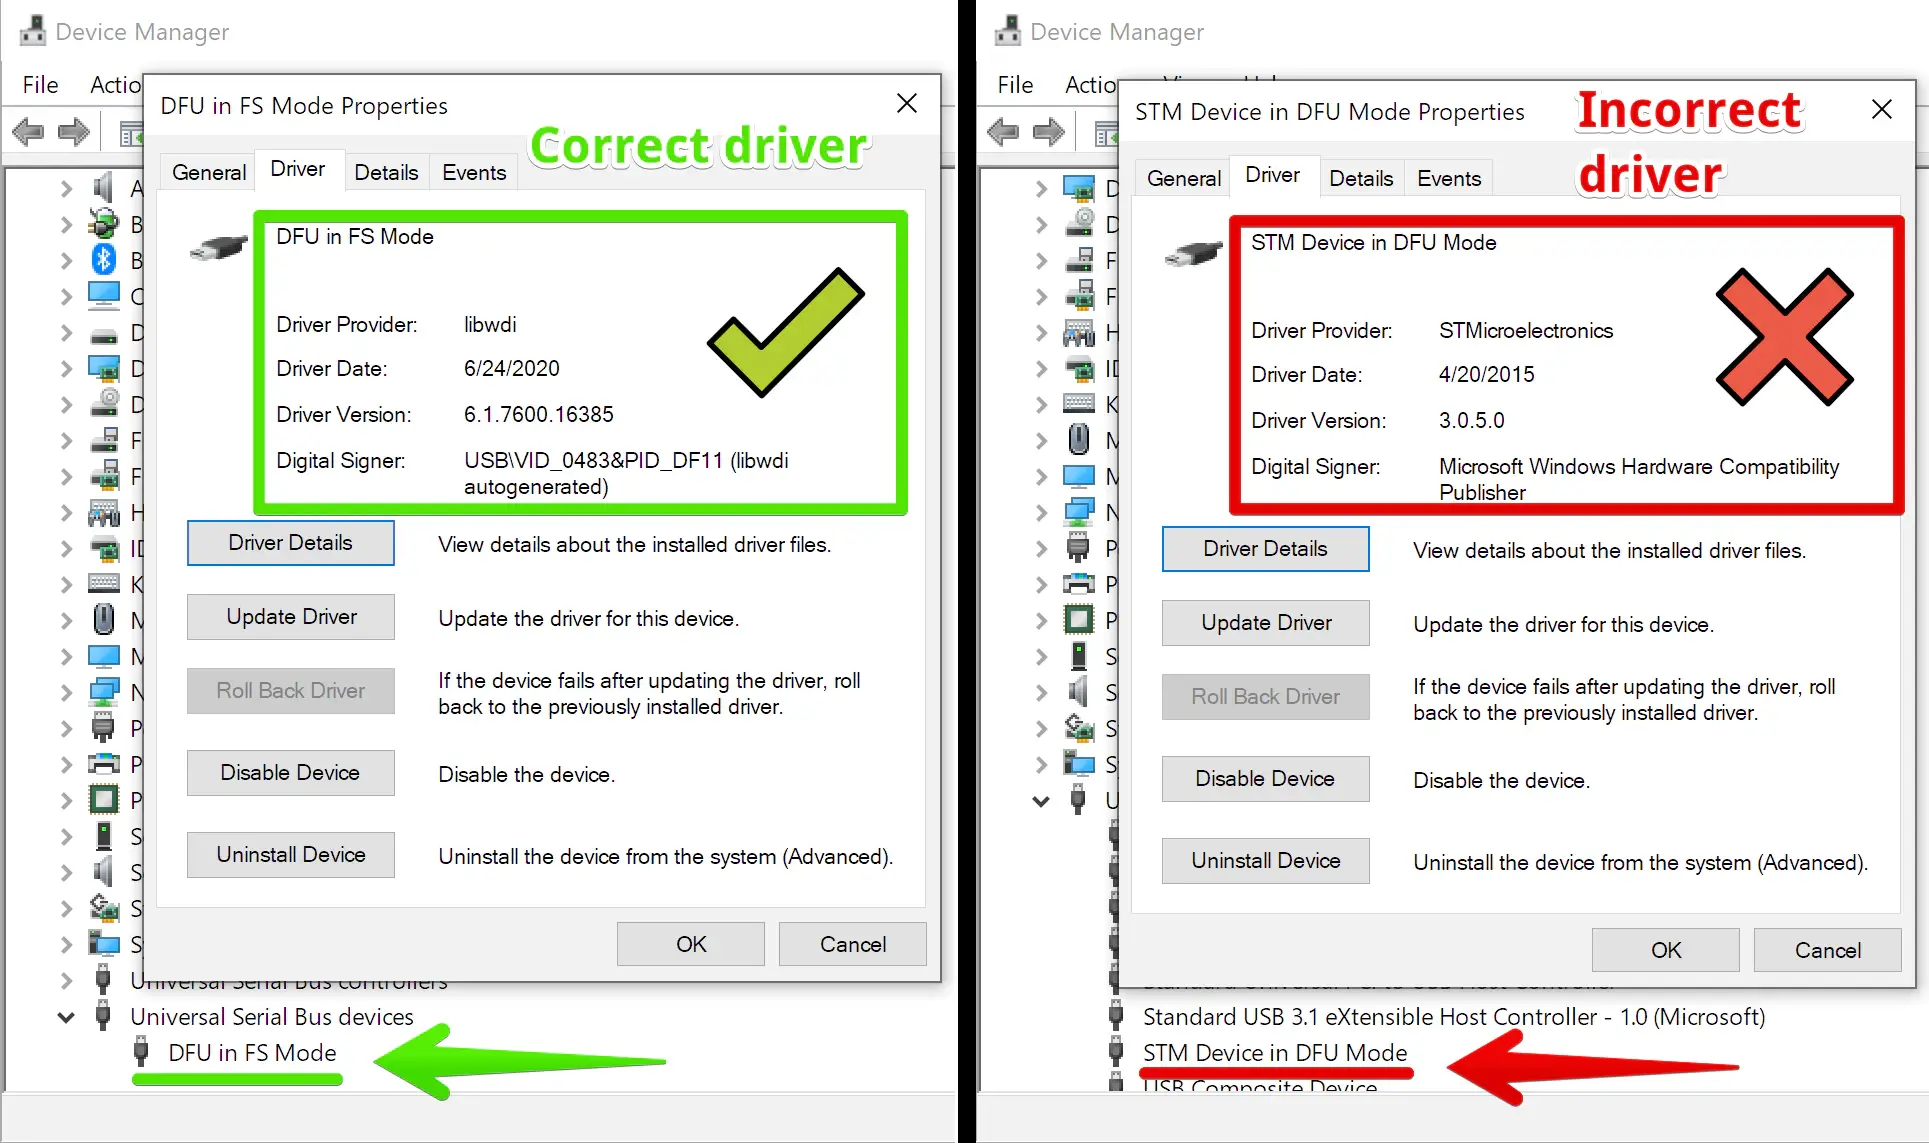 Device Manager
File
DFU in FS Mode Properties
Correct driver
General
Driver
Details
Events
DFU in FS Mode
Driver Provider: libwdi
Driver Date: 6/24/2020
Driver Version: 6.1.7600.16385
Digital Signer: USB\VID_0483&PID_DF11 (libwdi
autogenerated)
Driver Details
View details about the installed driver files.
Update Driver
Update the driver for this device.
Roll Back Driver
If the device fails after updating the driver, roll
back to the previously installed driver.
Disable Device
Disable the device.
Uninstall Device
Uninstall the device from the system (Advanced).
OK
Cancel
Universal Serial Bus controllers
Universal Serial Bus devices
DFU in FS Mode
Device Manager
File
STM Device in DFU Mode Properties
Incorrect
driver
General
Driver
Details
Events
STM Device in DFU Mode
Driver Provider: STMicroelectronics
Driver Date: 4/20/2015
Driver Version: 3.0.5.0
Digital Signer: Microsoft Windows Hardware Compatibility
Publisher
Driver Details
View details about the installed driver files.
Update Driver
Update the driver for this device.
Roll Back Driver
If the device fails after updating the driver, roll
back to the previously installed driver.
Disable Device
Disable the device.
Uninstall Device
Uninstall the device from the system (Advanced).
OK
Cancel
Standard USB 3.1 eXtensible Host Controller - 1.0 (Microsoft)
STM Device in DFU Mode
USB Composite Device